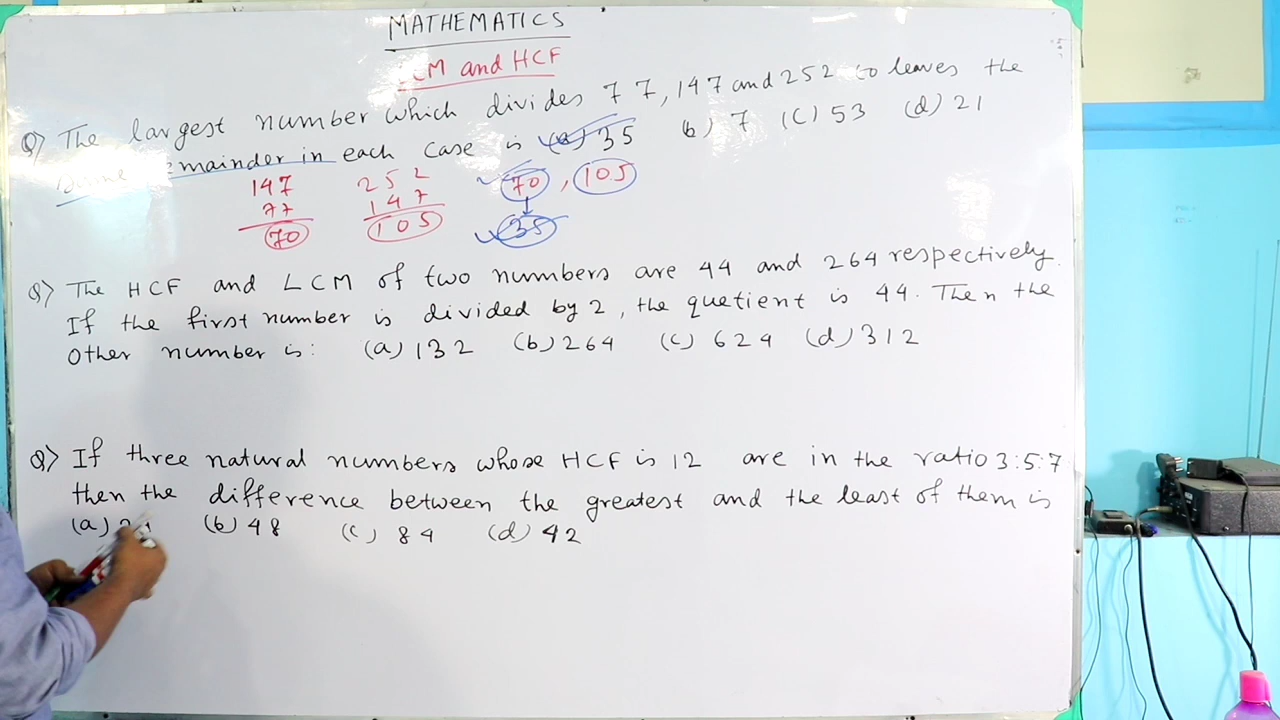 MATHEMATICS
LCM and HCF
Q) The largest number which divides 77, 147 and 252 to leaves the
same remainder in each case is (a) 35 (b) 7 (c) 53 (d) 21
147 252 70, 105
77 147
70 105 35
Q) The HCF and LCM of two numbers are 44 and 264 respectively.
If the first number is divided by 2, the quetient is 44. Then the
Other number is: (a) 132 (b) 264 (c) 624 (d) 312
Q) If three natural numbers whose HCF is 12 are in the ratio 3:5:7
then the difference between the greatest and the least of them is
(a) (b) 48 (c) 84 (d) 42